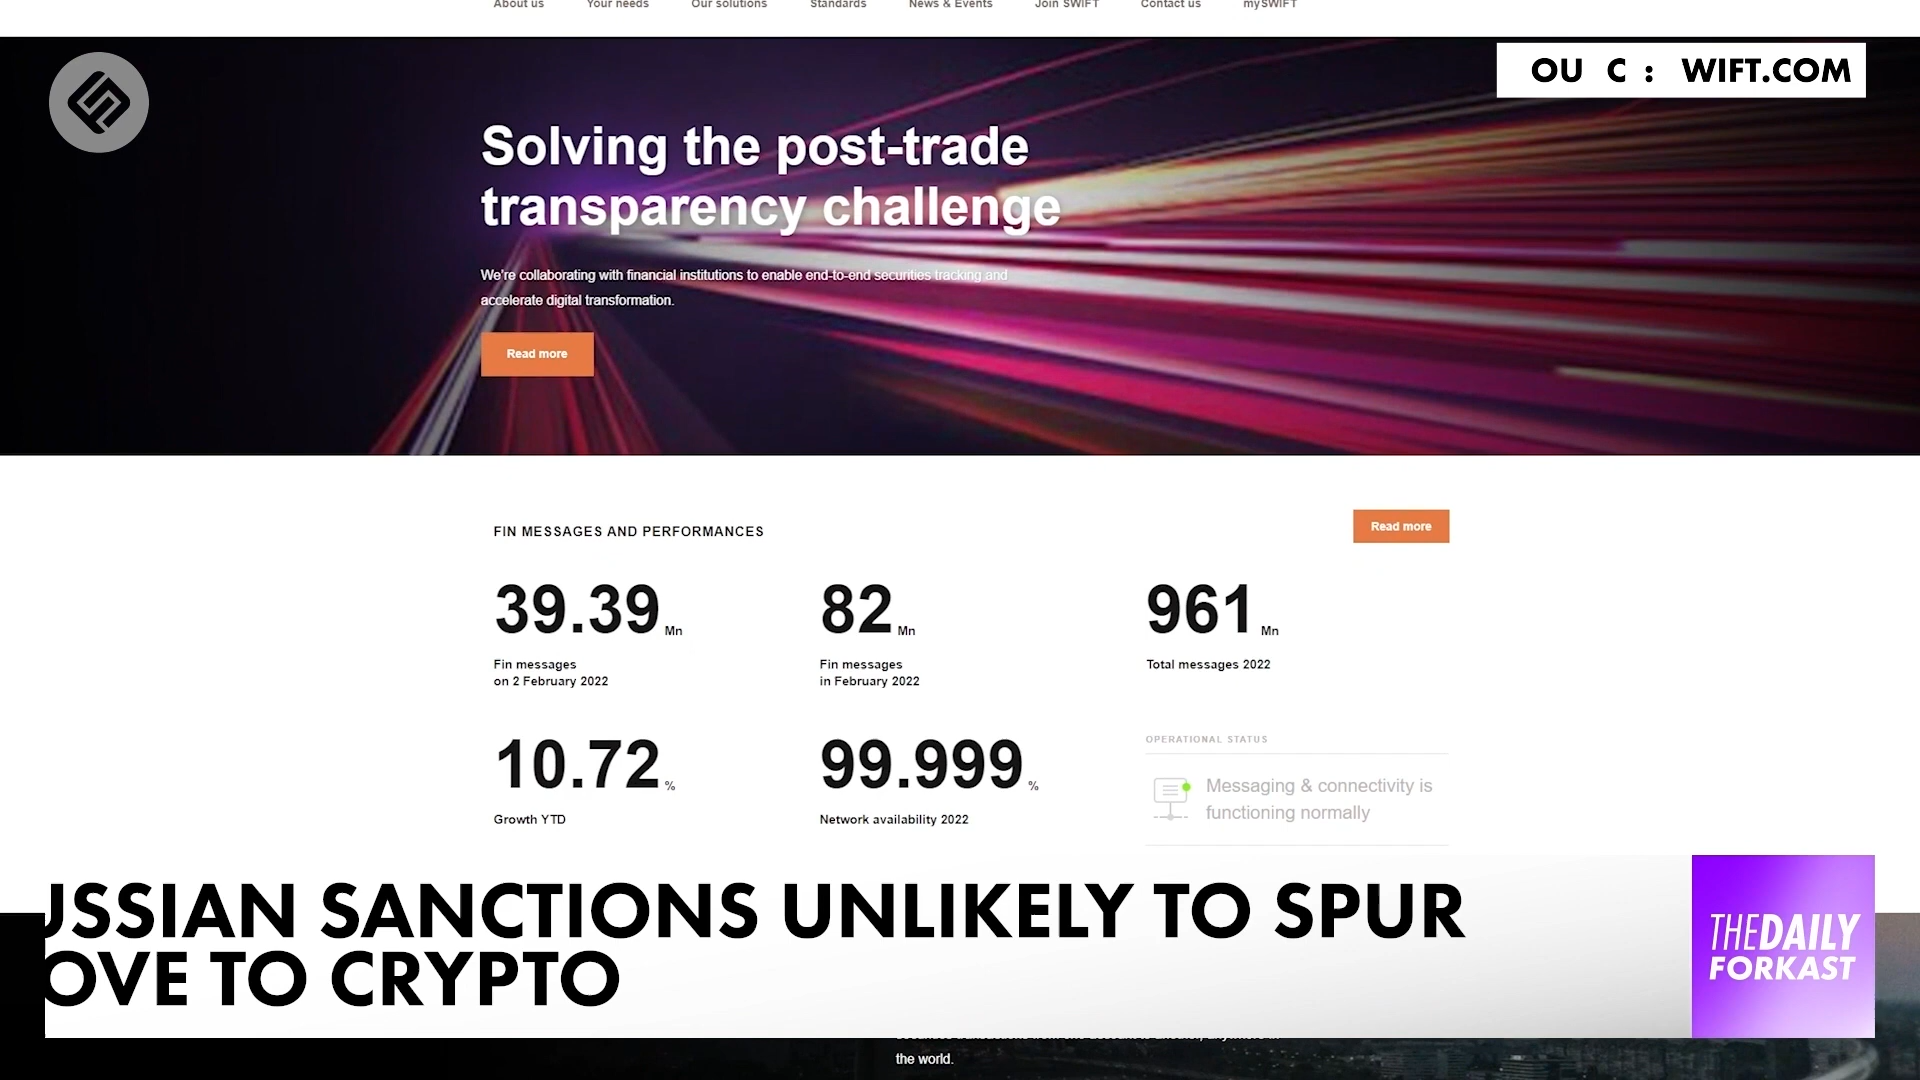 About us Your needs Our solutions Standards News & Events Join SWIFT Contact us mySWIFT
OU C : WIFT.COM
Solving the post-trade
transparency challenge
We're collaborating with financial institutions to enable end-to-end securities tracking and
accelerate digital transformation.
Read more
FIN MESSAGES AND PERFORMANCES
Read more
39.39 Mn
Fin messages
on 2 February 2022
82 Mn
Fin messages
in February 2022
961 Mn
Total messages 2022
10.72 %
Growth YTD
99.999 %
Network availability 2022
OPERATIONAL STATUS
Messaging & connectivity is
functioning normally
USSIAN SANCTIONS UNLIKELY TO SPUR
OVE TO CRYPTO
THE DAILY
FORKAST
the world.